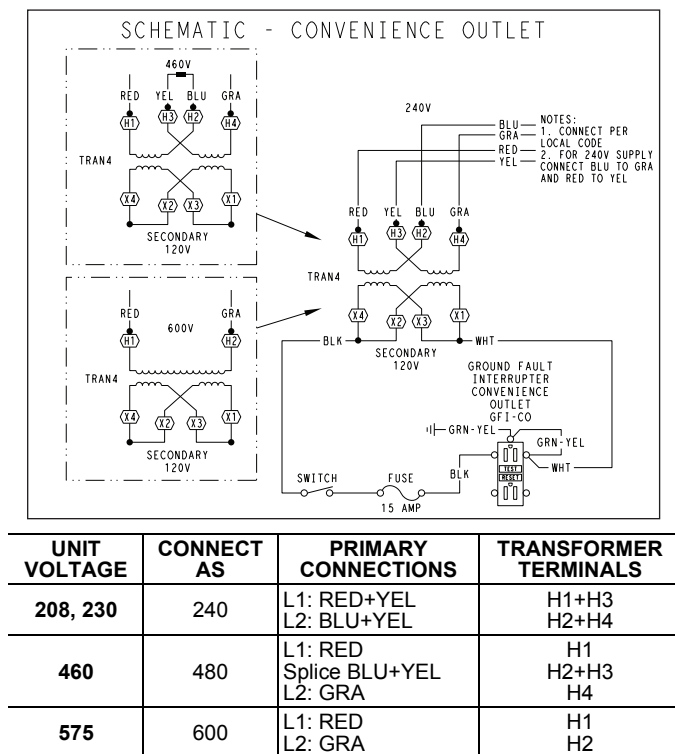 SCHEMATIC - CONVENIENCE OUTLET
460V
RED YEL BLU GRA
H1 H3 H2 H4
TRAN4
X4 X2 X3 X1
SECONDARY
120V
RED GRA
600V
H1 H2
TRAN4
X4 X2 X3 X1
SECONDARY
120V
240V
BLU
GRA
RED
YEL
NOTES:
1. CONNECT PER
LOCAL CODE
2. FOR 240V SUPPLY
CONNECT BLU TO GRA
AND RED TO YEL
RED YEL BLU GRA
H1 H3 H2 H4
TRAN4
X4 X2 X3 X1
BLK WHT
SECONDARY
120V
GROUND FAULT
INTERRUPTER
CONVENIENCE
OUTLET
GFI-CO
GRN-YEL
GRN-YEL
WHT
TEST
RESET
BLK
SWITCH
FUSE
15 AMP
UNIT VOLTAGE
CONNECT AS
PRIMARY CONNECTIONS
TRANSFORMER TERMINALS
208, 230
240
L1: RED+YEL
L2: BLU+YEL
H1+H3
H2+H4
460
480
L1: RED
Splice BLU+YEL
L2: GRA
H1
H2+H3
H4
575
600
L1: RED
L2: GRA
H1
H2